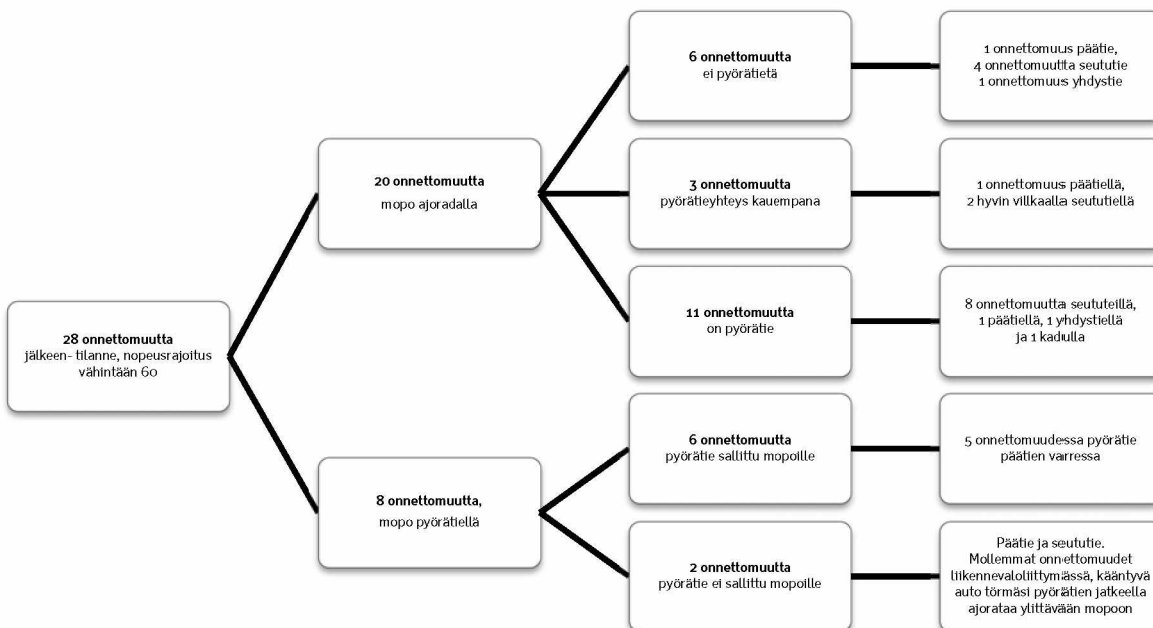 28 onnettomuutta
jälkeen- tilanne, nopeusrajoitus
vähintään 60
20 onnettomuutta
mopo ajoradalla
6 onnettomuutta
ei pyörätietä
1 onnettomuus päätie,
4 onnettomuutta seututie
1 onnettomuus yhdystie
3 onnettomuutta
pyörätieyhteys kauempana
1 onnettomuus päätiellä,
2 hyvin villkaalla seututiellä
11 onnettomuutta
on pyörätie
8 onnettomuutta seututeillä,
1 päätiellä, 1 yhdystiellä
ja 1 kadulla
8 onnettomuutta,
mopo pyörätiellä
6 onnettomuutta
pyörätie sallittu mopoille
5 onnettomuudessa pyörätie
päätien varressa
2 onnettomuutta
pyörätie ei sallittu mopoille
Päätie ja seututie.
Mollemmat onnettomuudet
liikennevaloliittymässä, kääntyvä
auto törmäsi pyörätien jatkeella
ajorataa ylittävään mopoon